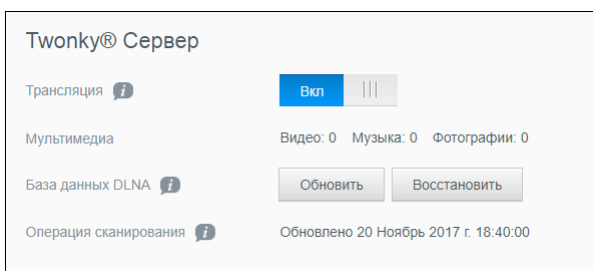 Twonky® Сервер
Трансляция Вкл
Мультимедиа Видео: 0 Музыка: 0 Фотографии: 0
База данных DLNA Обновить Восстановить
Операция сканирования Обновлено 20 Ноябрь 2017 г. 18:40:00